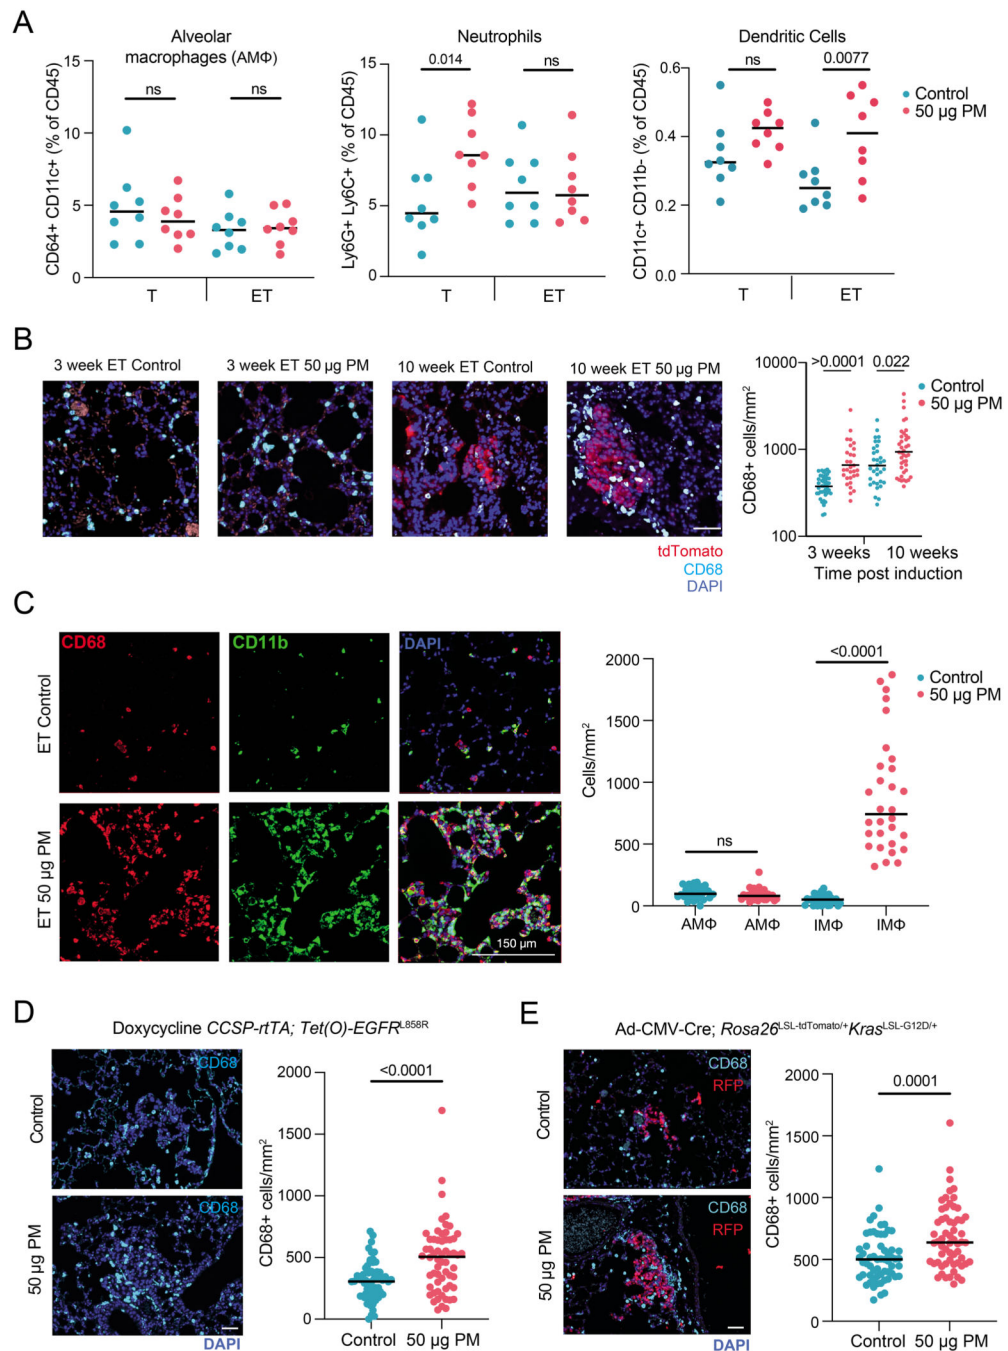 A
Alveolar
macrophages (AMΦ)
CD64+ CD11c+ (% of CD45)
15
10
5
0
ns
ns
T
ET
Neutrophils
Ly6G+ Ly6C+ (% of CD45)
15
10
5
0
0.014
ns
T
ET
Dendritic Cells
CD11c+ CD11b- (% of CD45)
0.6
0.4
0.2
0.0
ns
0.0077
T
ET
Control
50 µg PM
B
3 week ET Control
3 week ET 50 µg PM
10 week ET Control
10 week ET 50 µg PM
tdTomato
CD68
DAPI
CD68+ cells/mm²
10000
1000
100
>0.0001
0.022
3 weeks
10 weeks
Time post induction
Control
50 µg PM
C
CD68
CD11b
DAPI
ET Control
ET 50 µg PM
150 µm
Cells/mm²
2000
1500
1000
500
0
ns
<0.0001
AMΦ
AMΦ
IMΦ
IMΦ
Control
50 µg PM
D
Doxycycline CCSP-rtTA; Tet(O)-EGFR^L858R
Control
50 µg PM
CD68
CD68
DAPI
CD68+ cells/mm²
2000
1500
1000
500
0
<0.0001
Control
50 µg PM
E
Ad-CMV-Cre; Rosa26^LSL-tdTomato/+Kras^LSL-G12D/+
Control
50 µg PM
CD68
RFP
CD68
RFP
DAPI
CD68+ cells/mm²
2000
1500
1000
500
0
0.0001
Control
50 µg PM